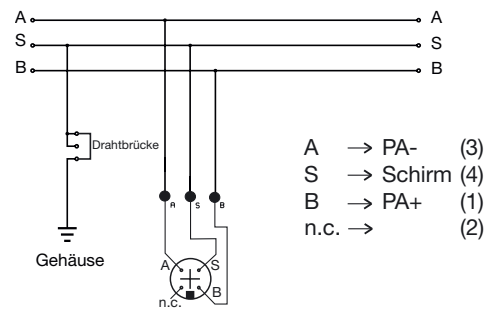 A A
S S
B B
Drahtbrücke
A → PA- (3)
S → Schirm (4)
B → PA+ (1)
n.c. → (2)
A S B
Gehäuse
A S
n.c. B